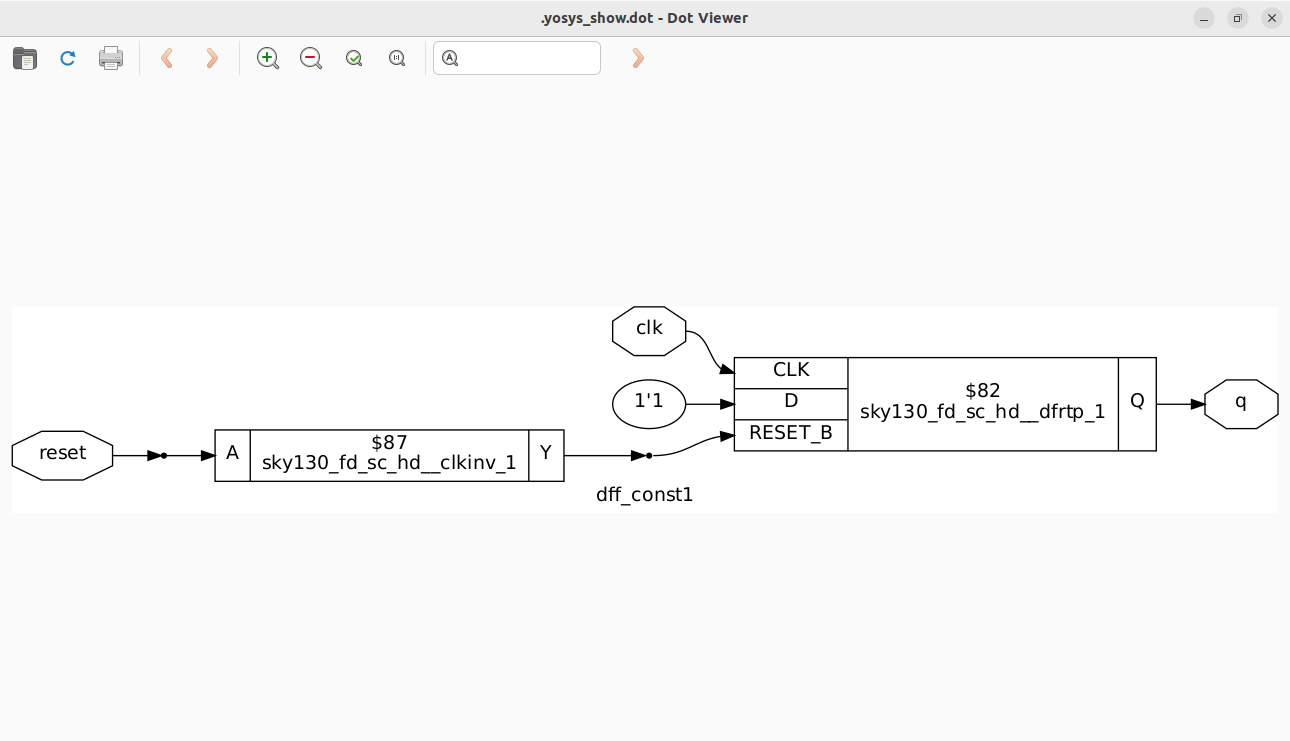 .yosys_show.dot - Dot Viewer
clk
CLK
1'1
D
$82
sky130_fd_sc_hd__dfrtp_1
Q
q
RESET_B
reset
A
$87
sky130_fd_sc_hd__clkinv_1
Y
dff_const1